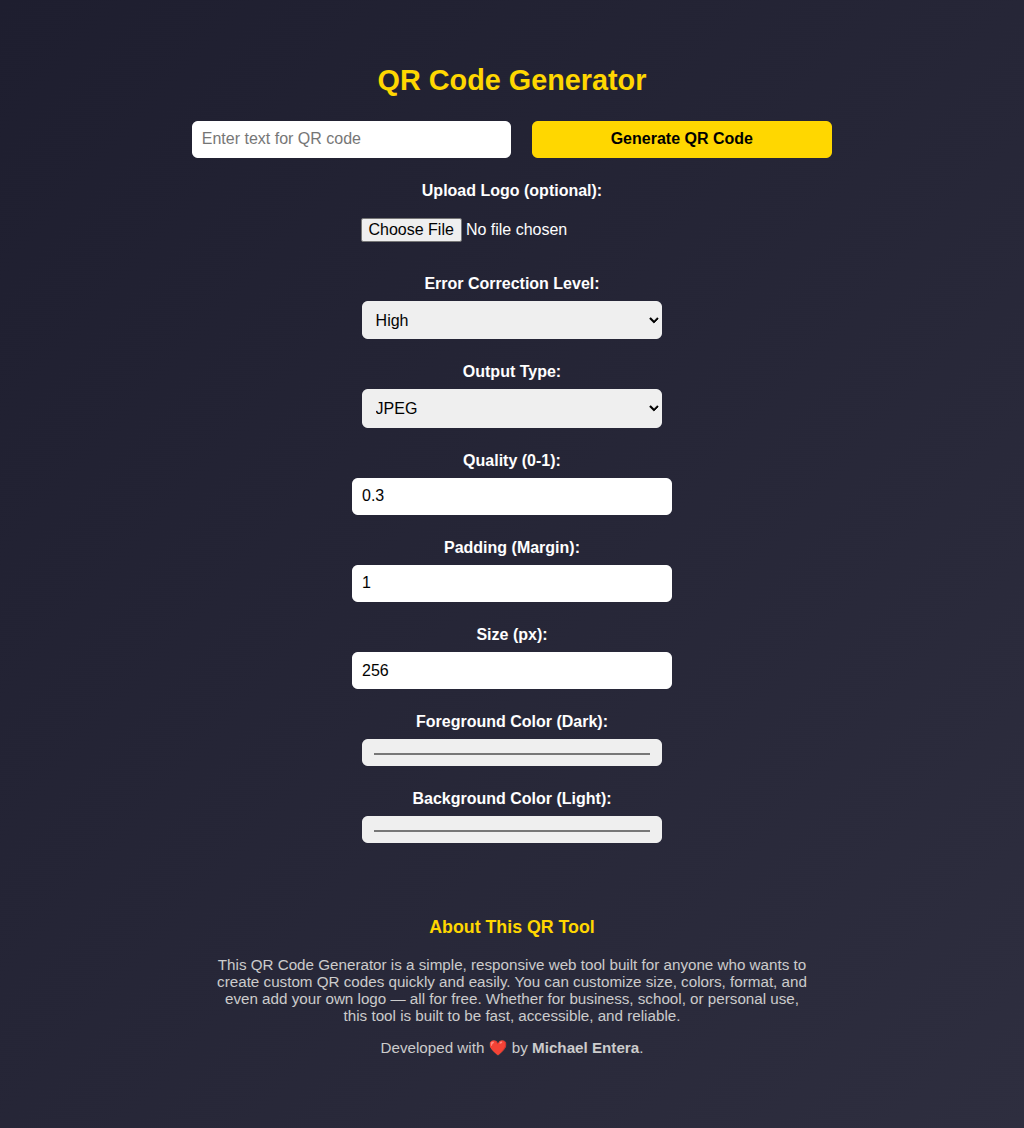 QR Code Generator
Enter text for QR code
Generate QR Code
Upload Logo (optional):
Choose File No file chosen
Error Correction Level:
High
Output Type:
JPEG
Quality (0-1):
0.3
Padding (Margin):
1
Size (px):
256
Foreground Color (Dark):
Background Color (Light):
About This QR Tool
This QR Code Generator is a simple, responsive web tool built for anyone who wants to
create custom QR codes quickly and easily. You can customize size, colors, format, and
even add your own logo — all for free. Whether for business, school, or personal use,
this tool is built to be fast, accessible, and reliable.
Developed with ❤️ by Michael Entera.